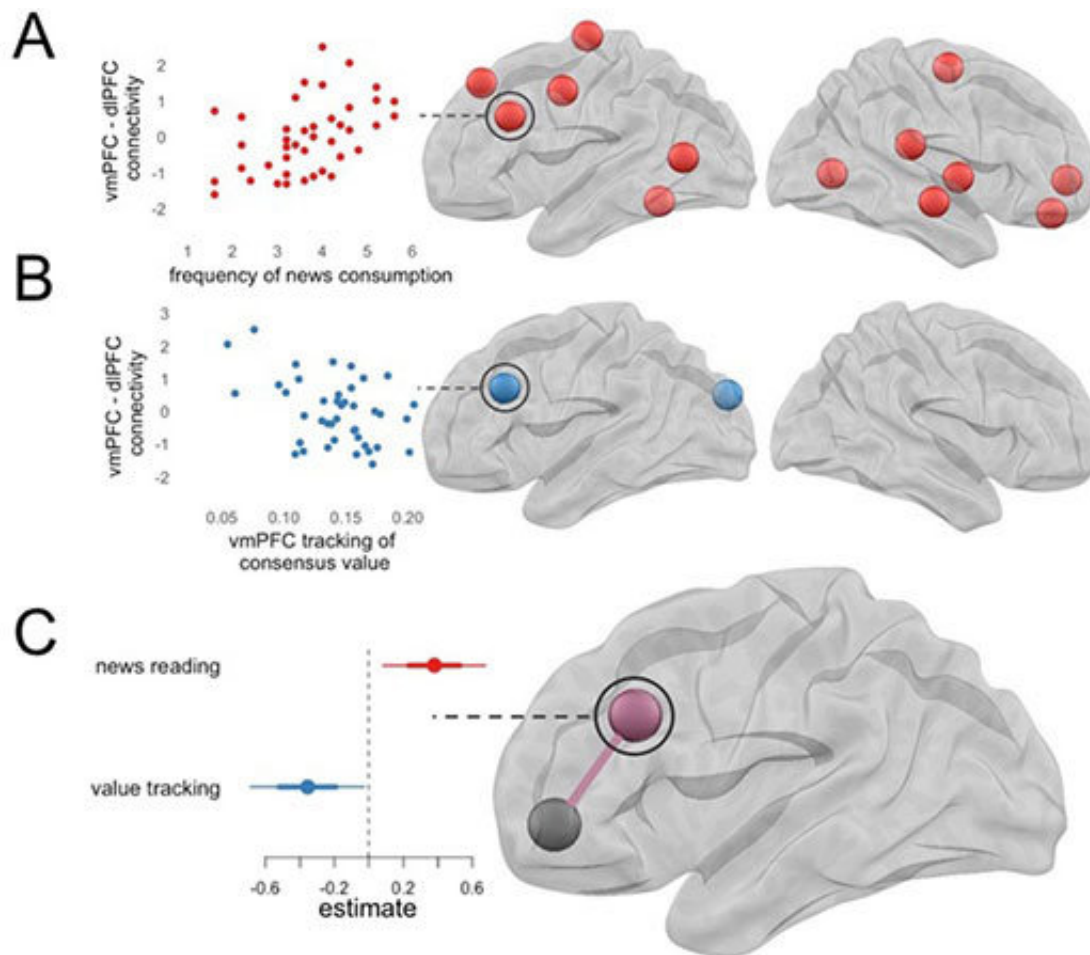 A
vmPFC - dlPFC
connectivity
2
1
0
-1
-2
1 2 3 4 5 6
frequency of news consumption
B
vmPFC - dlPFC
connectivity
3
2
1
0
-1
-2
0.05 0.10 0.15 0.20
vmPFC tracking of
consensus value
C
news reading
value tracking
-0.6 -0.2 0.2 0.6
estimate